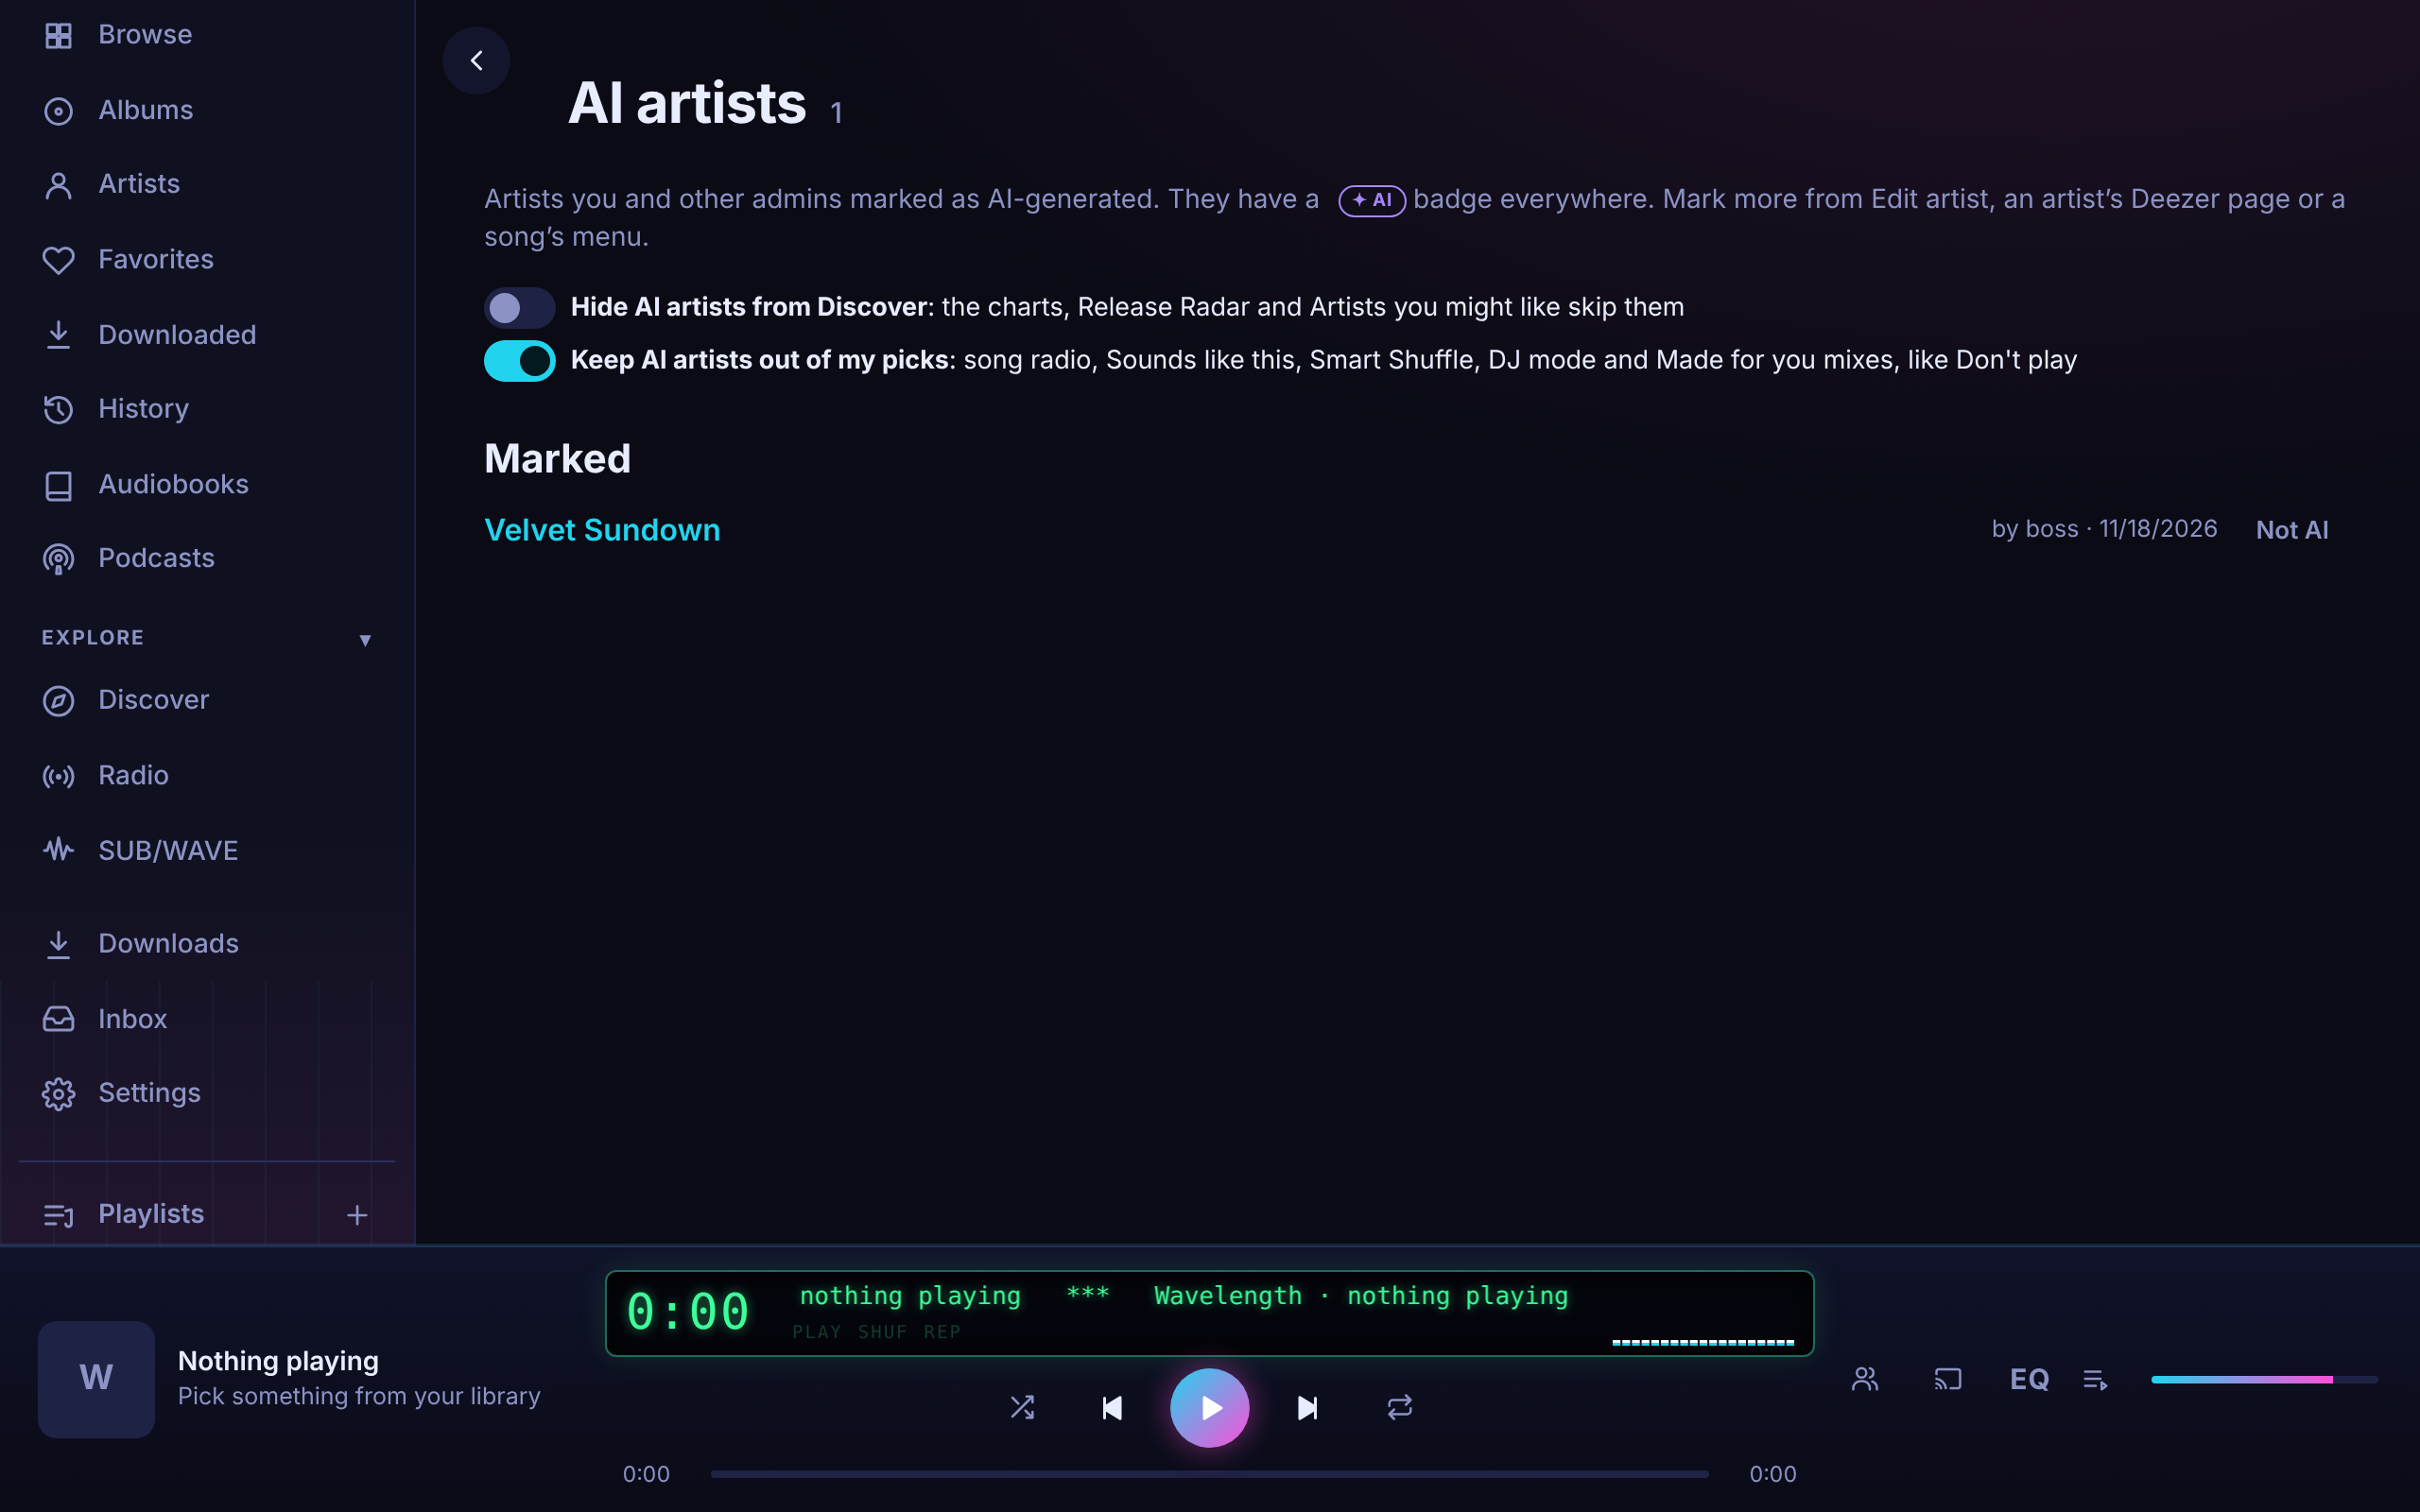 Browse
Albums
Artists
Favorites
Downloaded
History
Audiobooks
Podcasts
EXPLORE
Discover
Radio
SUB/WAVE
Downloads
Inbox
Settings
Playlists
AI artists 1
Artists you and other admins marked as AI-generated. They have a AI badge everywhere. Mark more from Edit artist, an artist’s Deezer page or a
song’s menu.
Hide AI artists from Discover: the charts, Release Radar and Artists you might like skip them
Keep AI artists out of my picks: song radio, Sounds like this, Smart Shuffle, DJ mode and Made for you mixes, like Don't play
Marked
Velvet Sundown by boss · 11/18/2026 Not AI
W
Nothing playing
Pick something from your library
0:00 nothing playing *** Wavelength · nothing playing
PLAY SHUF REP
EQ
0:00 0:00